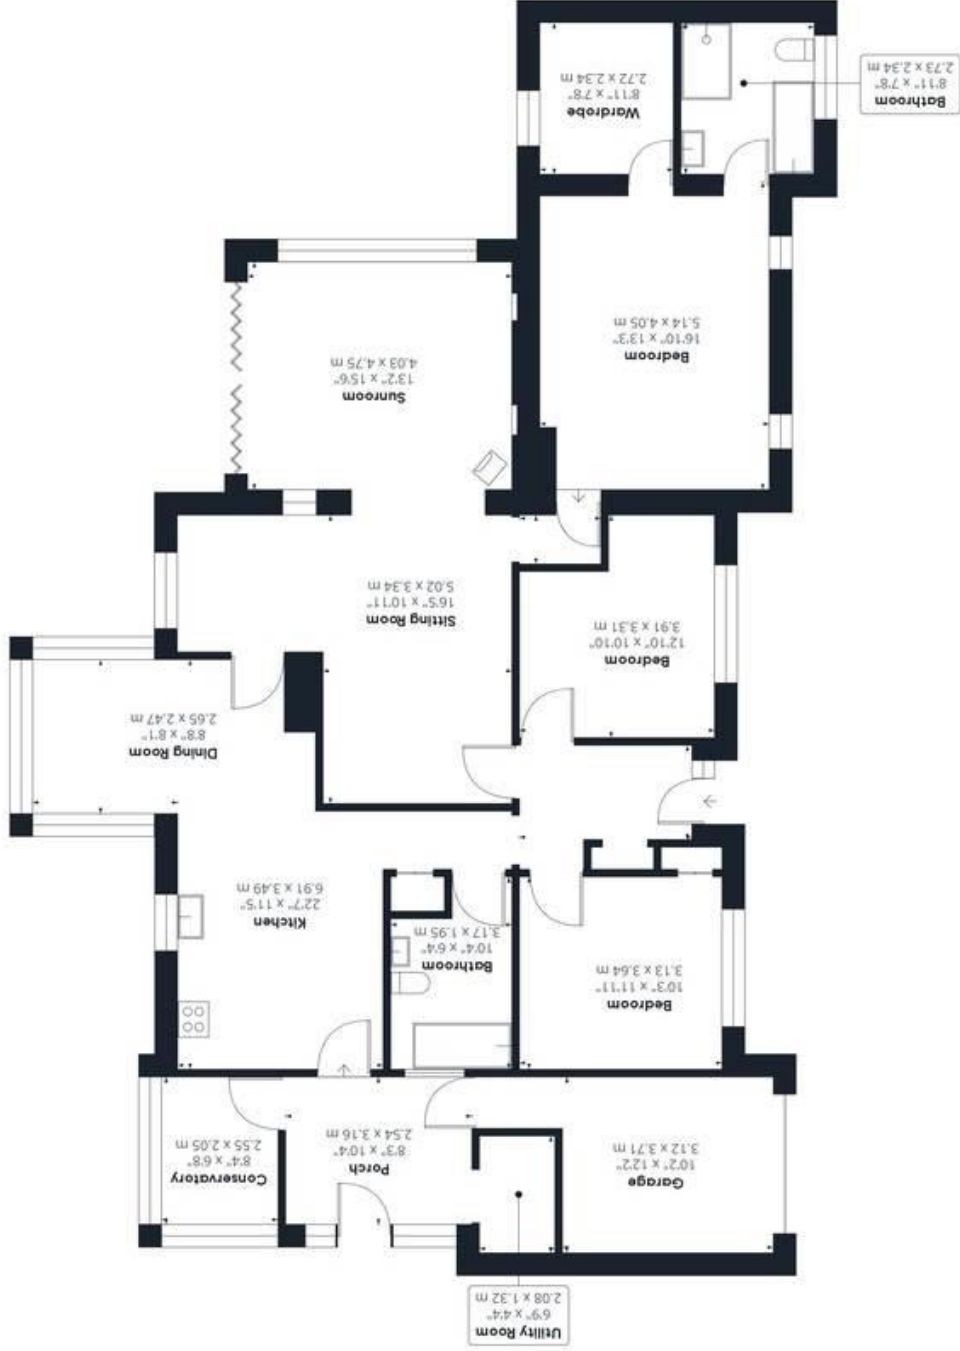 Utility Room
6'9" x 4'4"
2.08 x 1.32 m
Garage
10'2" x 12'2"
3.12 x 3.71 m
Porch
8'3" x 10'4"
2.54 x 3.16 m
Conservatory
8'4" x 6'8"
2.55 x 2.05 m
Bedroom
10'3" x 11'11"
3.13 x 3.64 m
Bathroom
10'4" x 6'4"
3.17 x 1.95 m
Kitchen
22'7" x 11'5"
6.91 x 3.49 m
Dining Room
8'8" x 8'1"
2.65 x 2.47 m
Bedroom
12'10" x 10'10"
3.91 x 3.31 m
Sitting Room
16'5" x 10'11"
5.02 x 3.34 m
Sunroom
13'2" x 15'6"
4.03 x 4.75 m
Bedroom
16'10" x 13'3"
5.14 x 4.05 m
Bathroom
8'11" x 7'8"
2.73 x 2.34 m
Wardrobe
8'11" x 7'8"
2.72 x 2.34 m